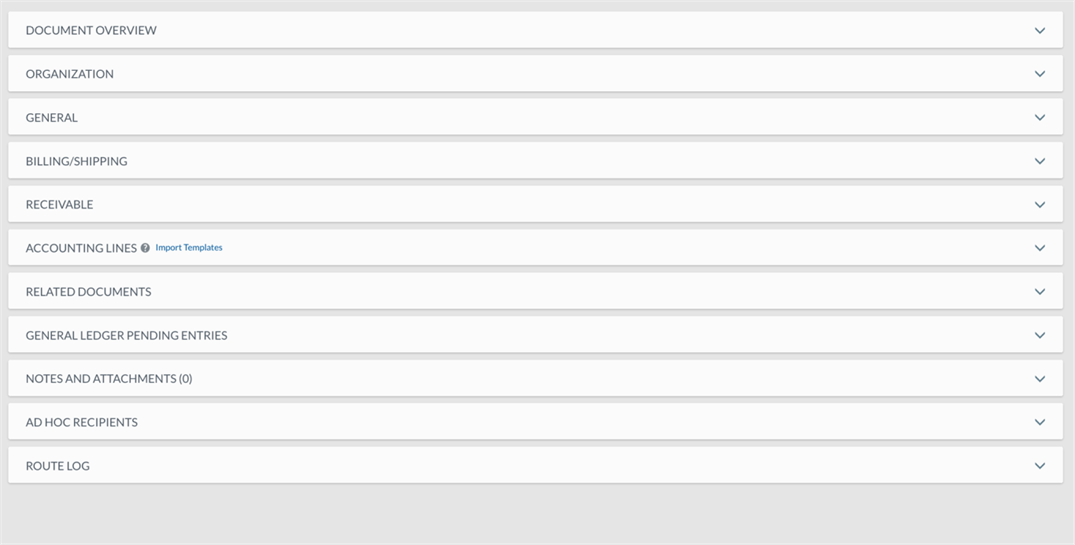 DOCUMENT OVERVIEW
ORGANIZATION
GENERAL
BILLING/SHIPPING
RECEIVABLE
ACCOUNTING LINES ? Import Templates
RELATED DOCUMENTS
GENERAL LEDGER PENDING ENTRIES
NOTES AND ATTACHMENTS (0)
AD HOC RECIPIENTS
ROUTE LOG